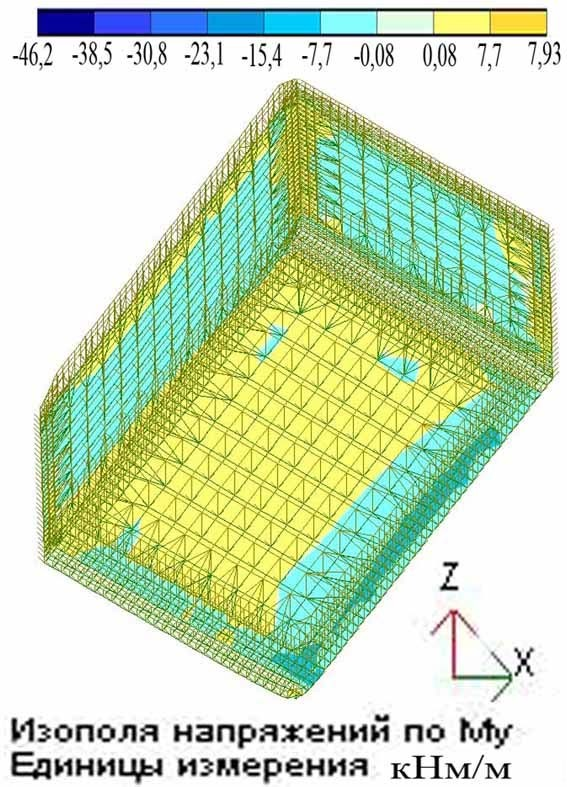 -46,2 -38,5 -30,8 -23,1 -15,4 -7,7 -0,08 0,08 7,7 7,93
Z
X
Изополя напряжений по Му
Единицы измерения кНм/м